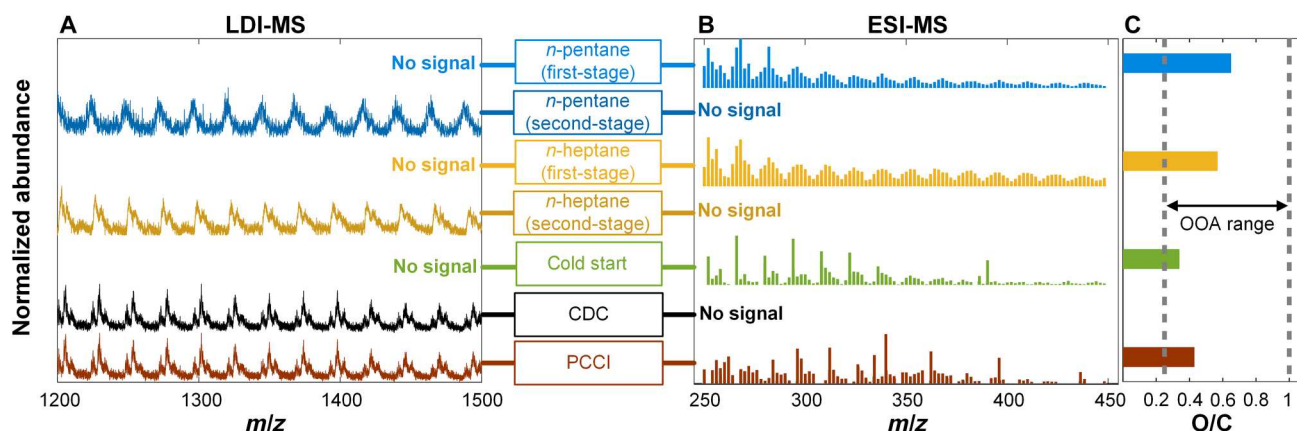 A LDI-MS B ESI-MS C
Normalized abundance
No signal
n-pentane
(first-stage)
n-pentane
(second-stage)
No signal
No signal
n-heptane
(first-stage)
n-heptane
(second-stage)
No signal
OOA range
No signal
Cold start
CDC
No signal
PCCI
1200 1300 1400 1500
m/z
250 300 350 400 450
m/z
0.2 0.4 0.6 0.8 1
O/C